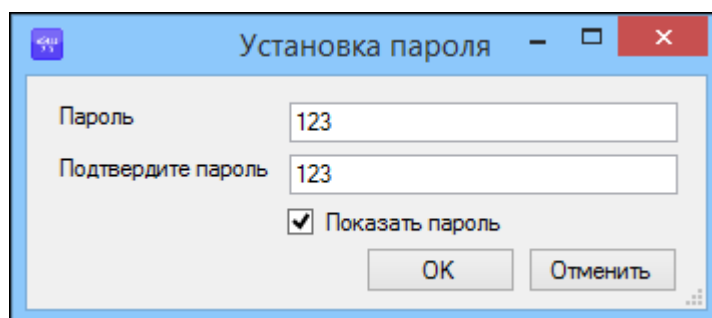 Установка пароля
Пароль 123
Подтвердите пароль 123
Показать пароль
OK Отменить